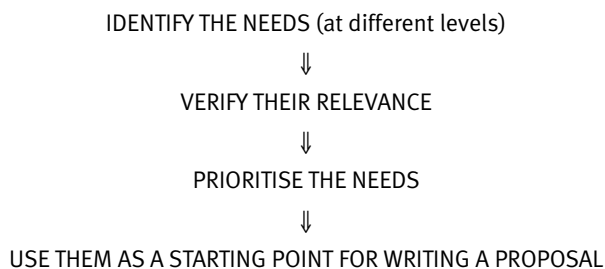 IDENTIFY THE NEEDS (at different levels)
⇓
VERIFY THEIR RELEVANCE
⇓
PRIORITISE THE NEEDS
⇓
USE THEM AS A STARTING POINT FOR WRITING A PROPOSAL